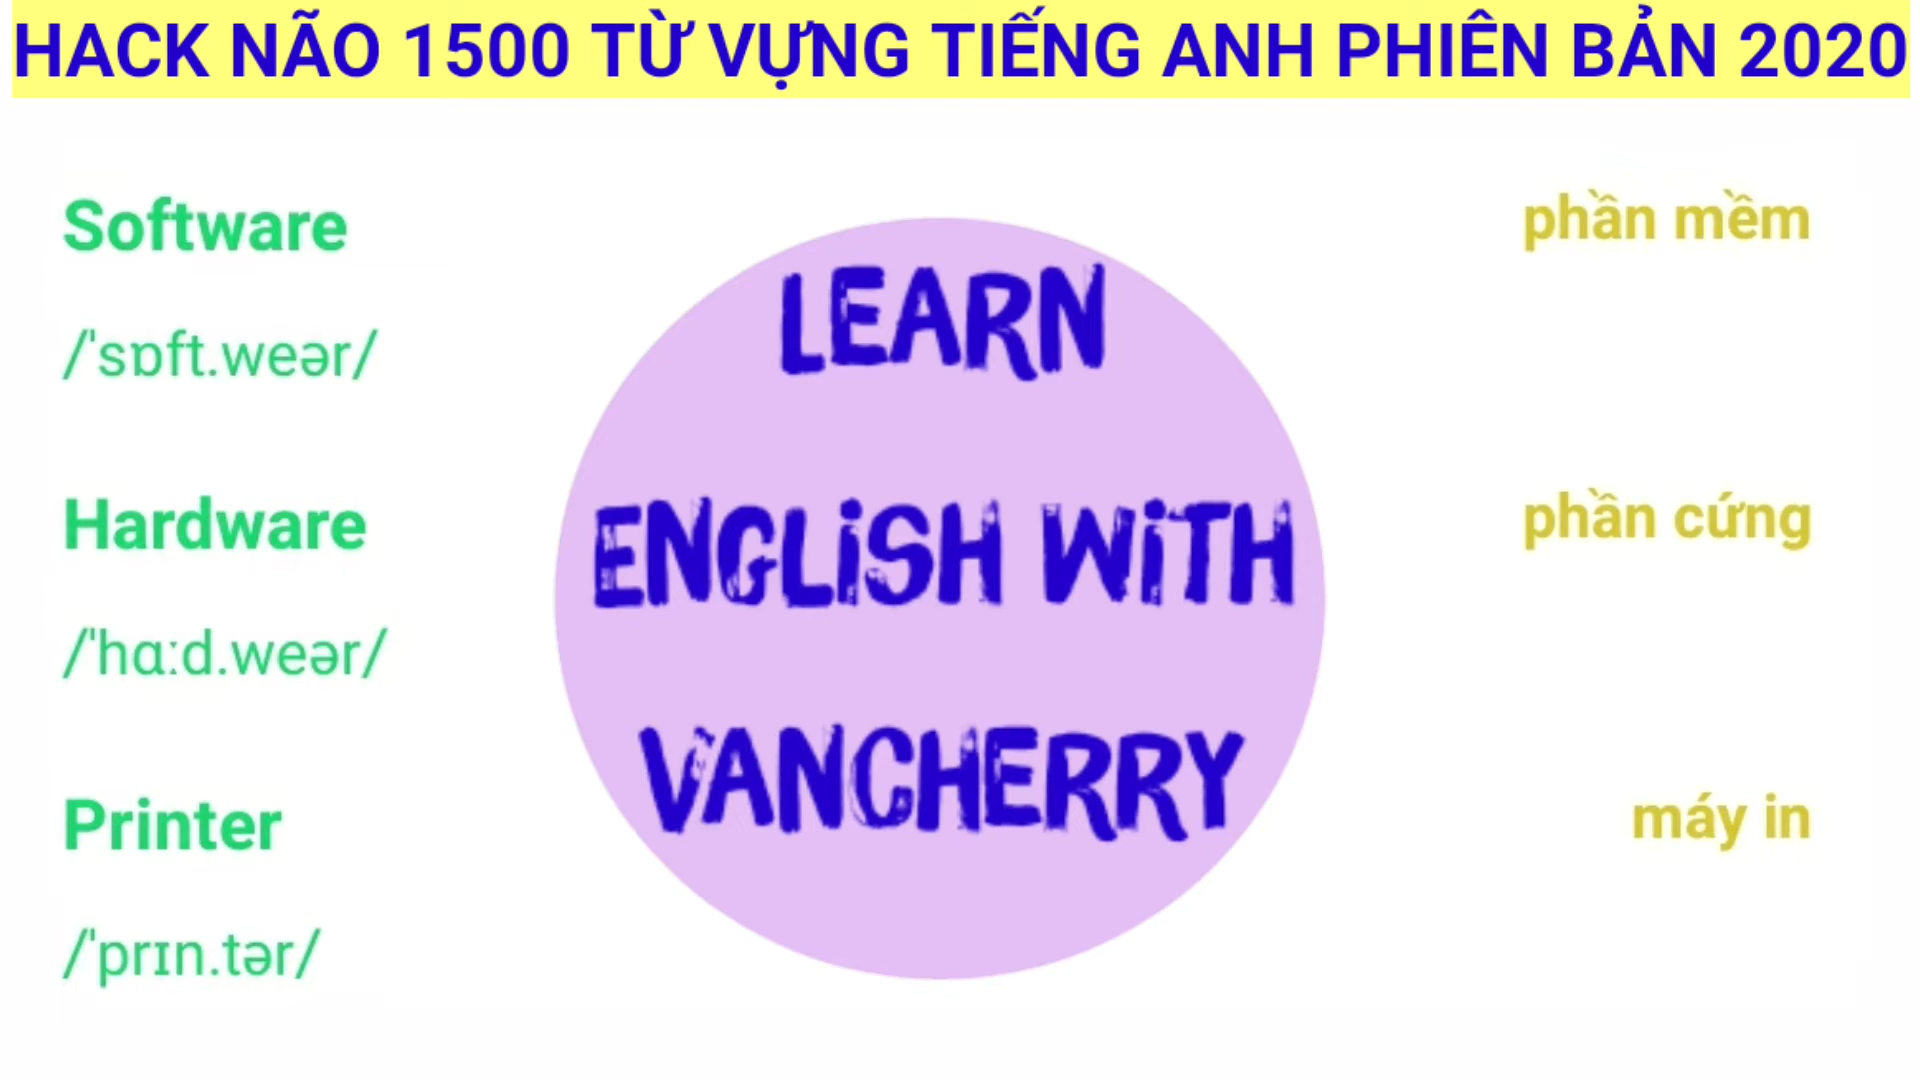 HACK NÃO 1500 TỪ VỰNG TIẾNG ANH PHIÊN BẢN 2020
Software
/ˈsɒft.weər/
Hardware
/ˈhɑːd.weər/
Printer
/ˈprɪn.tər/
LEARN
ENGLiSH WiTH
VANCHERRY
phần mềm
phần cứng
máy in